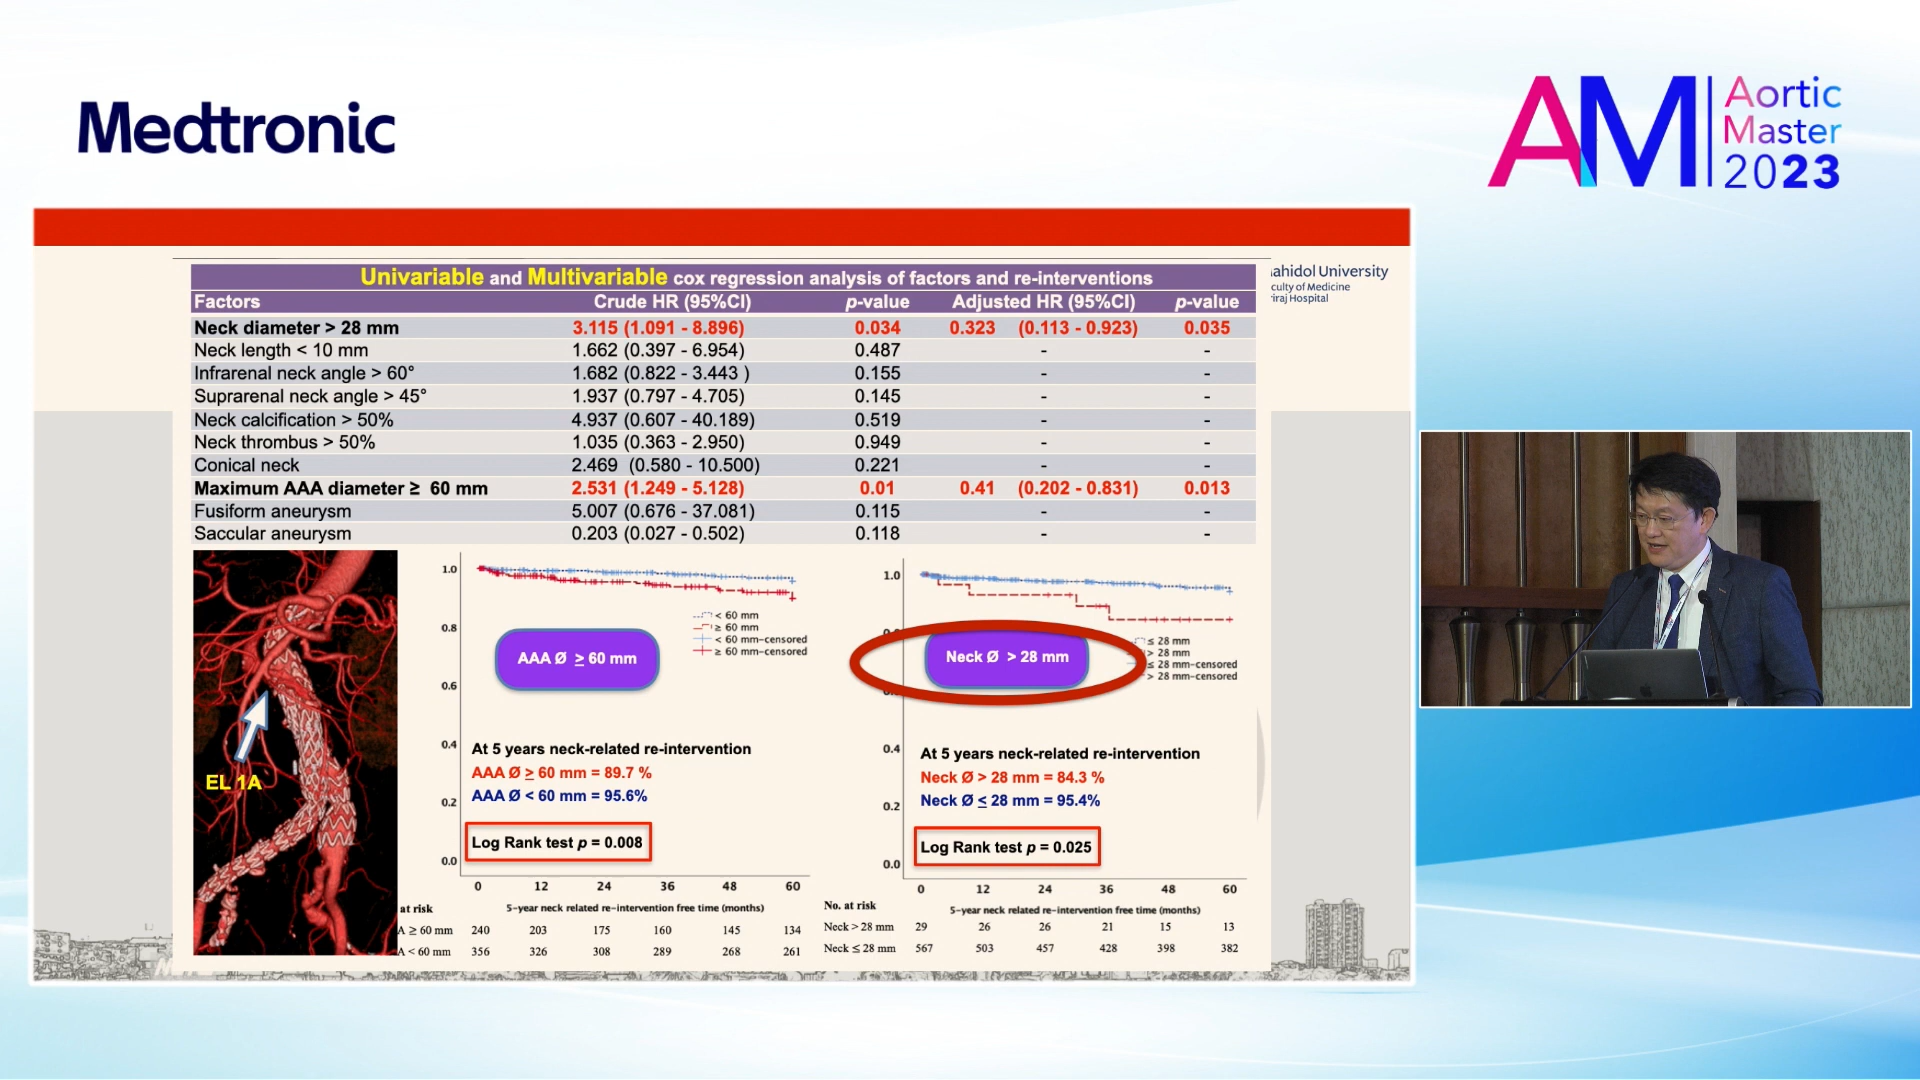 Medtronic
AM
Aortic
Master
2023
ahidol University
culty of Medicine
riraj Hospital
Univariable and Multivariable cox regression analysis of factors and re-interventions
Factors Crude HR (95%CI) p-value Adjusted HR (95%CI) p-value
Neck diameter > 28 mm 3.115 (1.091 - 8.896) 0.034 0.323 (0.113 - 0.923) 0.035
Neck length < 10 mm 1.662 (0.397 - 6.954) 0.487 - -
Infrarenal neck angle > 60° 1.682 (0.822 - 3.443 ) 0.155 - -
Suprarenal neck angle > 45° 1.937 (0.797 - 4.705) 0.145 - -
Neck calcification > 50% 4.937 (0.607 - 40.189) 0.519 - -
Neck thrombus > 50% 1.035 (0.363 - 2.950) 0.949 - -
Conical neck 2.469 (0.580 - 10.500) 0.221 - -
Maximum AAA diameter ≥ 60 mm 2.531 (1.249 - 5.128) 0.01 0.41 (0.202 - 0.831) 0.013
Fusiform aneurysm 5.007 (0.676 - 37.081) 0.115 - -
Saccular aneurysm 0.203 (0.027 - 0.502) 0.118 - -
EL 1A
1.0
0.8
0.6
0.4
0.2
0.0
< 60 mm
≥ 60 mm
< 60 mm-censored
≥ 60 mm-censored
AAA Ø ≥ 60 mm
At 5 years neck-related re-intervention
AAA Ø ≥ 60 mm = 89.7 %
AAA Ø < 60 mm = 95.6%
Log Rank test p = 0.008
0 12 24 36 48 60
5-year neck related re-intervention free time (months)
at risk
A ≥ 60 mm 240 203 175 160 145 134
A < 60 mm 356 326 308 289 268 261
1.0
0.4
0.2
0.0
≤ 28 mm
> 28 mm
≤ 28 mm-censored
> 28 mm-censored
Neck Ø > 28 mm
At 5 years neck-related re-intervention
Neck Ø > 28 mm = 84.3 %
Neck Ø ≤ 28 mm = 95.4%
Log Rank test p = 0.025
0 12 24 36 48 60
5-year neck related re-intervention free time (months)
No. at risk
Neck > 28 mm 29 26 26 21 15 13
Neck ≤ 28 mm 567 503 457 428 398 382